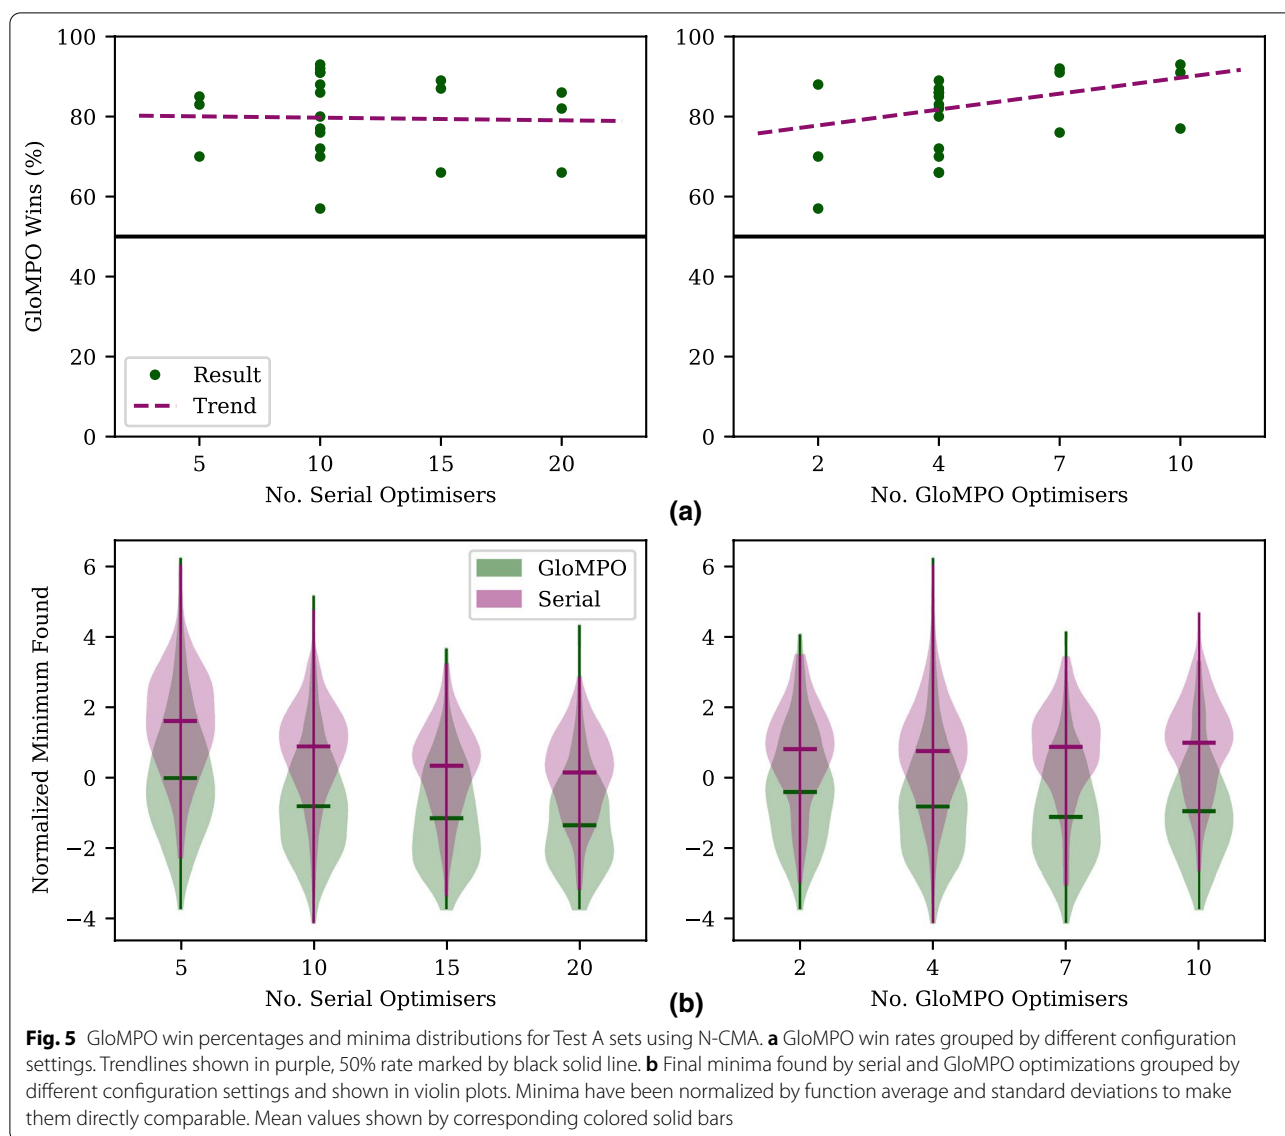 100
80
60
40
20
0
GloMPO Wins (%)
Result
Trend
5 10 15 20
No. Serial Optimisers
100
80
60
40
20
0
2 4 7 10
No. GloMPO Optimisers
(a)
6
4
2
0
−2
−4
Normalized Minimum Found
GloMPO
Serial
5 10 15 20
No. Serial Optimisers
6
4
2
0
−2
−4
2 4 7 10
No. GloMPO Optimisers
(b)
Fig. 5 GloMPO win percentages and minima distributions for Test A sets using N-CMA. a GloMPO win rates grouped by different configuration
settings. Trendlines shown in purple, 50% rate marked by black solid line. b Final minima found by serial and GloMPO optimizations grouped by
different configuration settings and shown in violin plots. Minima have been normalized by function average and standard deviations to make
them directly comparable. Mean values shown by corresponding colored solid bars